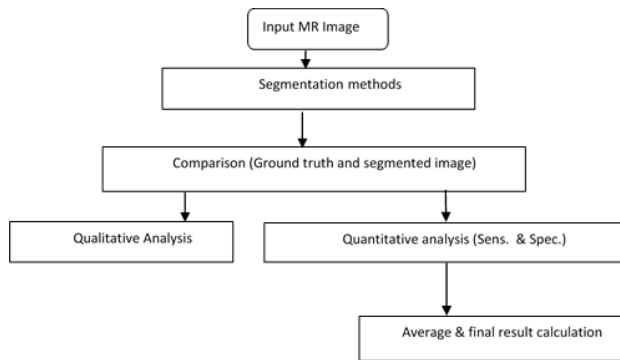 Input MR Image
Segmentation methods
Comparison (Ground truth and segmented image)
Qualitative Analysis
Quantitative analysis (Sens. & Spec.)
Average & final result calculation